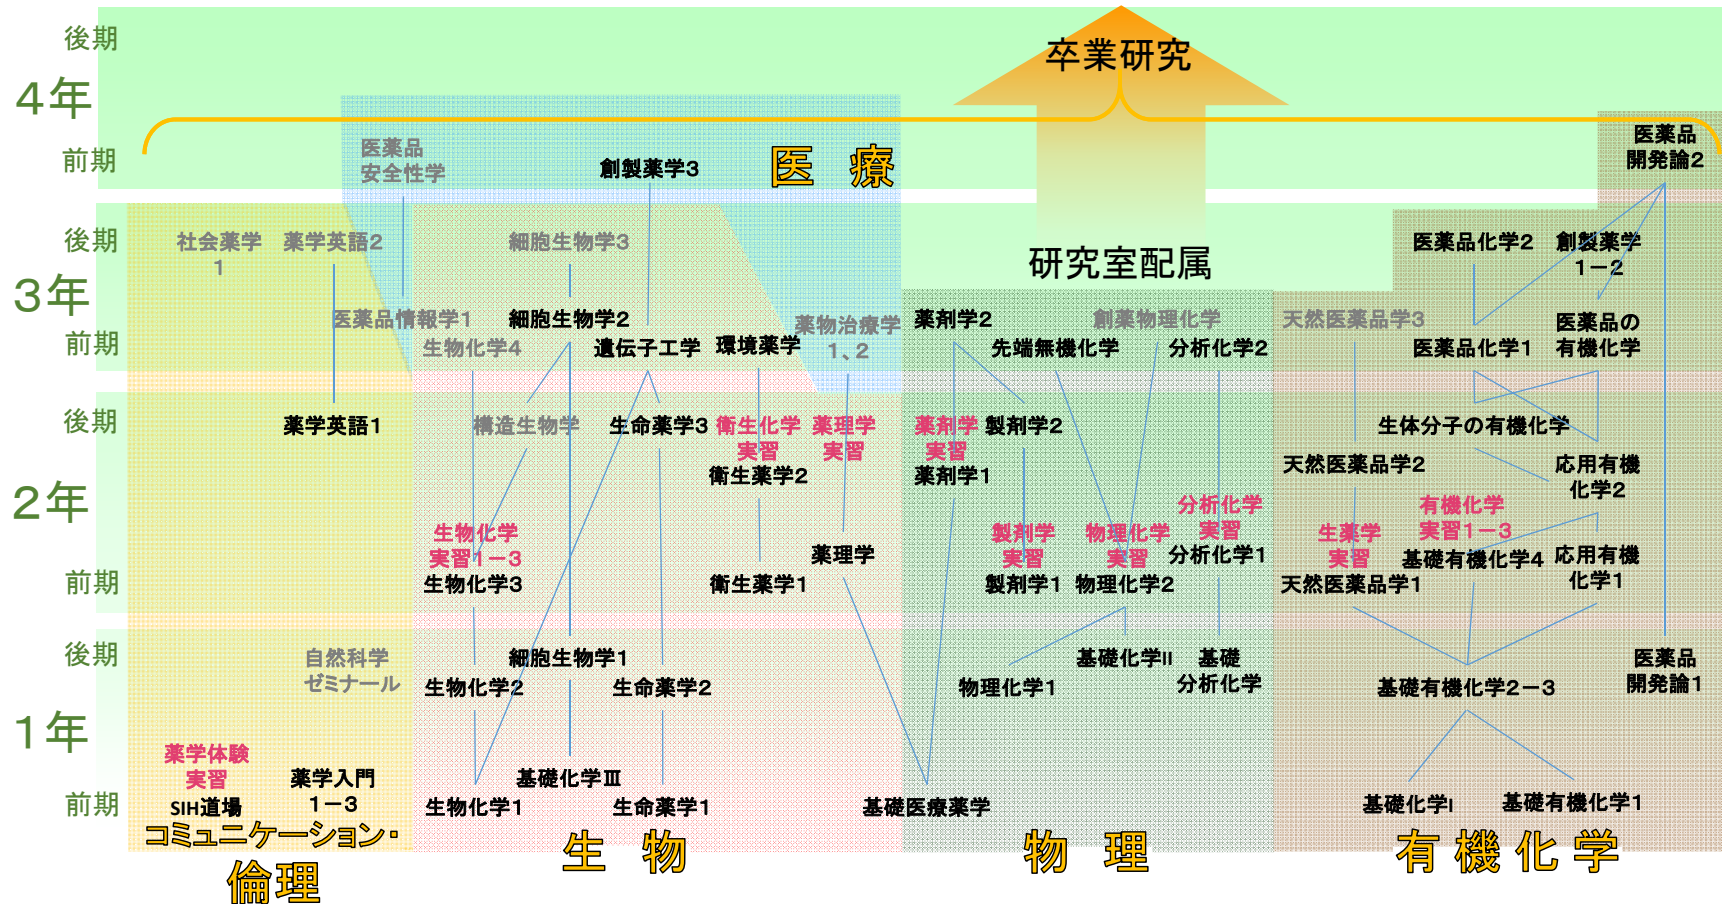 後期
卒業研究
4年
前期
医薬品
安全性学
創製薬学3
医 療
医薬品
開発論2
後期
社会薬学
1
薬学英語2
細胞生物学3
研究室配属
医薬品化学2
創製薬学
1－2
3年
前期
医薬品情報学1
生物化学4
細胞生物学2
遺伝子工学
環境薬学
薬物治療学
1、2
薬剤学2
先端無機化学
創薬物理化学
分析化学2
天然医薬品学3
医薬品化学1
医薬品の
有機化学
後期
薬学英語1
構造生物学
生命薬学3
衛生化学
実習
衛生薬学2
薬理学
実習
薬剤学
実習
薬剤学1
製剤学2
生体分子の有機化学
天然医薬品学2
応用有機
化学2
2年
前期
生物化学
実習1－3
生物化学3
衛生薬学1
薬理学
製剤学
実習
製剤学1
物理化学
実習
物理化学2
分析化学
実習
分析化学1
生薬学
実習
天然医薬品学1
有機化学
実習1－3
基礎有機化学4
応用有機
化学1
後期
自然科学
ゼミナール
生物化学2
細胞生物学1
生命薬学2
物理化学1
基礎化学II
基礎
分析化学
基礎有機化学2－3
医薬品
開発論1
1年
前期
薬学体験
実習
SIH道場
薬学入門
1－3
生物化学1
基礎化学Ⅲ
生命薬学1
基礎医療薬学
基礎化学I
基礎有機化学1
コミュニケーション・
倫理
生 物
物 理
有機化学